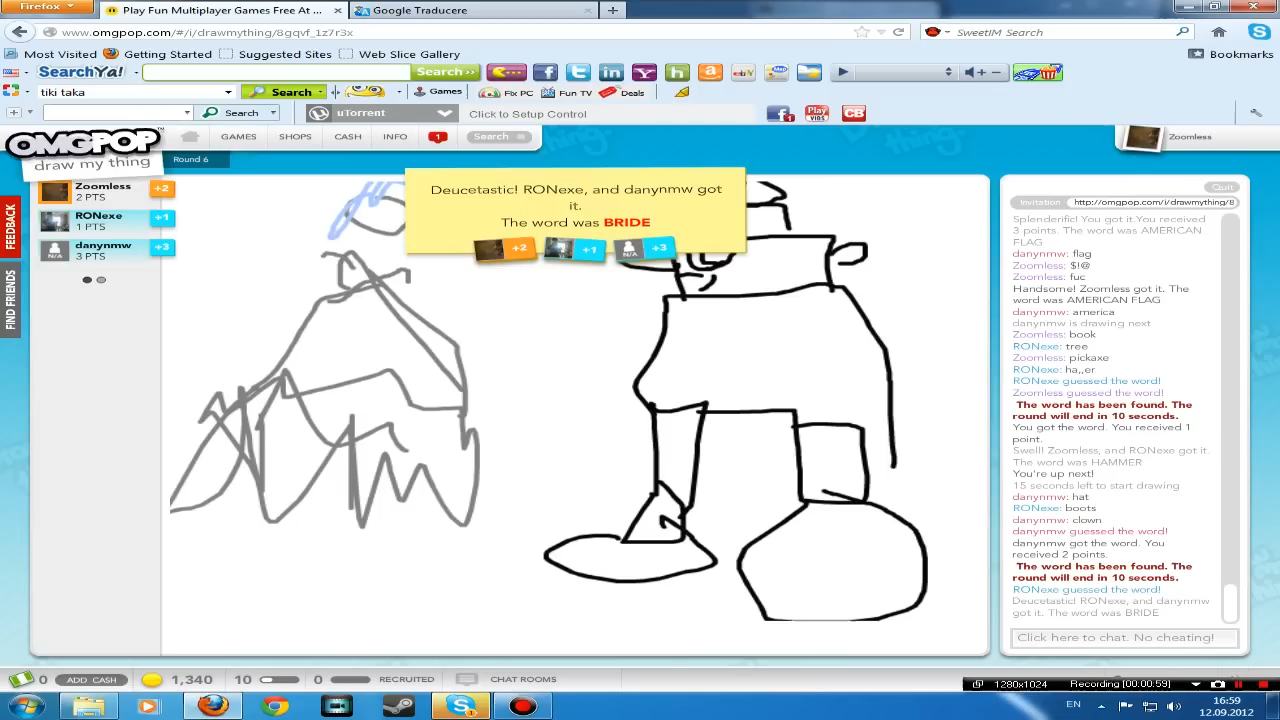 Firefox
Play Fun Multiplayer Games Free At ...
Google Traducere
www.omgpop.com/#/i/drawmything/8gqvf_1z7r3x
SweetIM Search
Most Visited
Getting Started
Suggested Sites
Web Slice Gallery
Bookmarks
SearchYa!
Search >>
tiki taka
Search
Games
Fix PC
Fun TV
Deals
Search
uTorrent
Click to Setup Control
Play VIDS
CB
OMGPOP
GAMES
SHOPS
CASH
INFO
1
Search
Zoomless
draw my thing
Round 6
Zoomless
2 PTS
+2
RONexe
1 PTS
+1
danynmw
3 PTS
+3
N/A
FEEDBACK
FIND FRIENDS
Deucetastic! RONexe, and danynmw got
it.
The word was BRIDE
+2
+1
N/A
+3
Quit
Invitation
http://omgpop.com/i/drawmything/8
Splenderific! You got it.You received
3 points. The word was AMERICAN
FLAG
danynmw: flag
Zoomless: $!@
Zoomless: fuc
Handsome! Zoomless got it. The
word was AMERICAN FLAG
danynmw: america
danynmw is drawing next
Zoomless: book
RONexe: tree
Zoomless: pickaxe
RONexe: ha,,er
RONexe guessed the word!
Zoomless guessed the word!
The word has been found. The
round will end in 10 seconds.
You got the word. You received 1
point.
Swell! Zoomless, and RONexe got it.
The word was HAMMER
You're up next!
15 seconds left to start drawing
danynmw: hat
RONexe: boots
danynmw: clown
danynmw guessed the word!
danynmw got the word. You
received 2 points.
The word has been found. The
round will end in 10 seconds.
RONexe guessed the word!
Deucetastic! RONexe, and danynmw
got it. The word was BRIDE
Click here to chat. No cheating!
0
ADD CASH
1,340
10
0
RECRUITED
CHAT ROOMS
1280x1024
Recording [00:00:59]
EN
16:59
12.09.2012